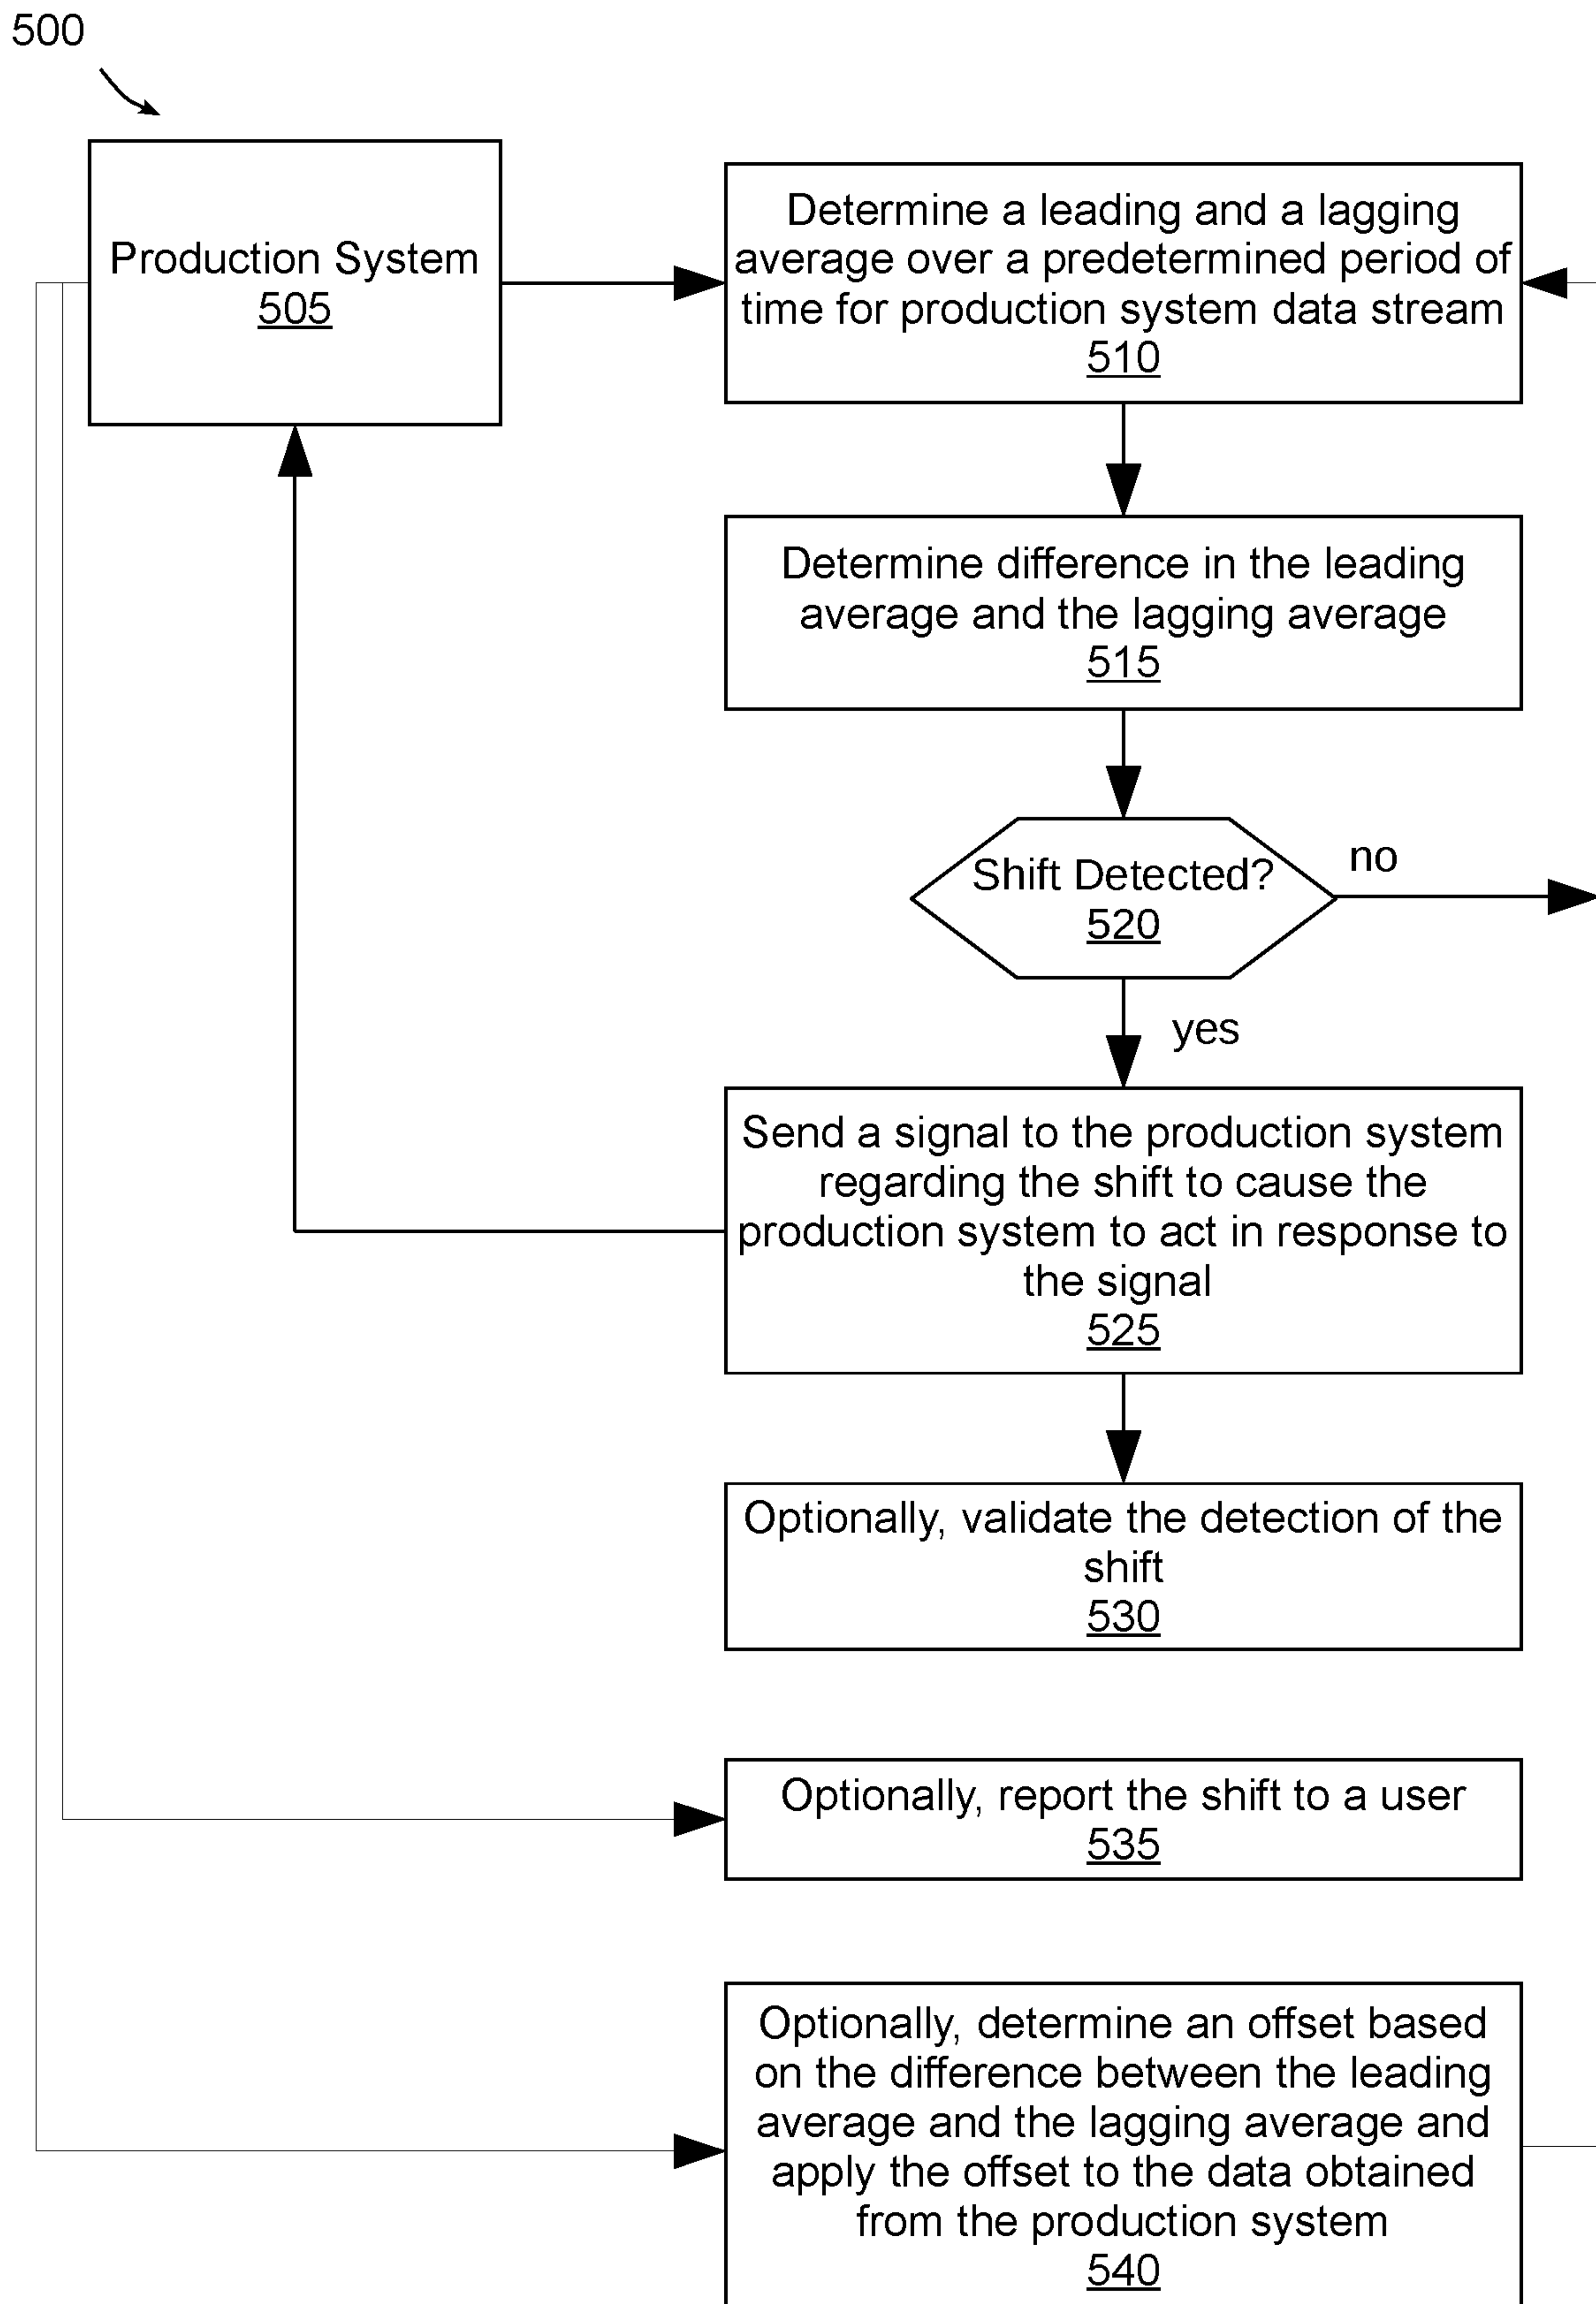 500
Production System
505
Determine a leading and a lagging
average over a predetermined period of
time for production system data stream
510
Determine difference in the leading
average and the lagging average
515
Shift Detected?
520
no
yes
Send a signal to the production system
regarding the shift to cause the
production system to act in response to
the signal
525
Optionally, validate the detection of the
shift
530
Optionally, report the shift to a user
535
Optionally, determine an offset based
on the difference between the leading
average and the lagging average and
apply the offset to the data obtained
from the production system
540